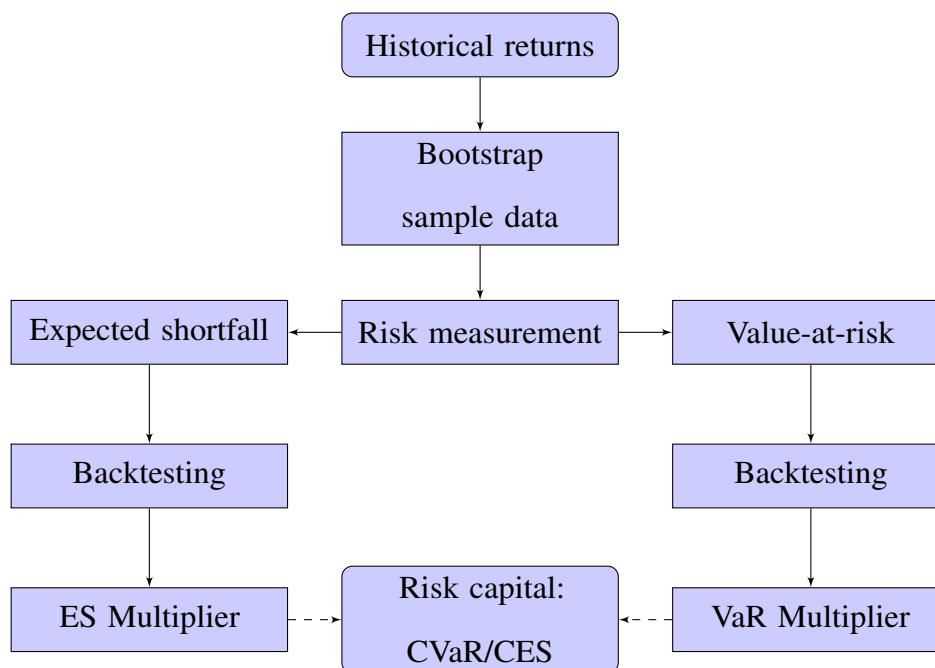 Historical returns
Bootstrap
sample data
Expected shortfall
Risk measurement
Value-at-risk
Backtesting
Backtesting
ES Multiplier
Risk capital:
CVaR/CES
VaR Multiplier